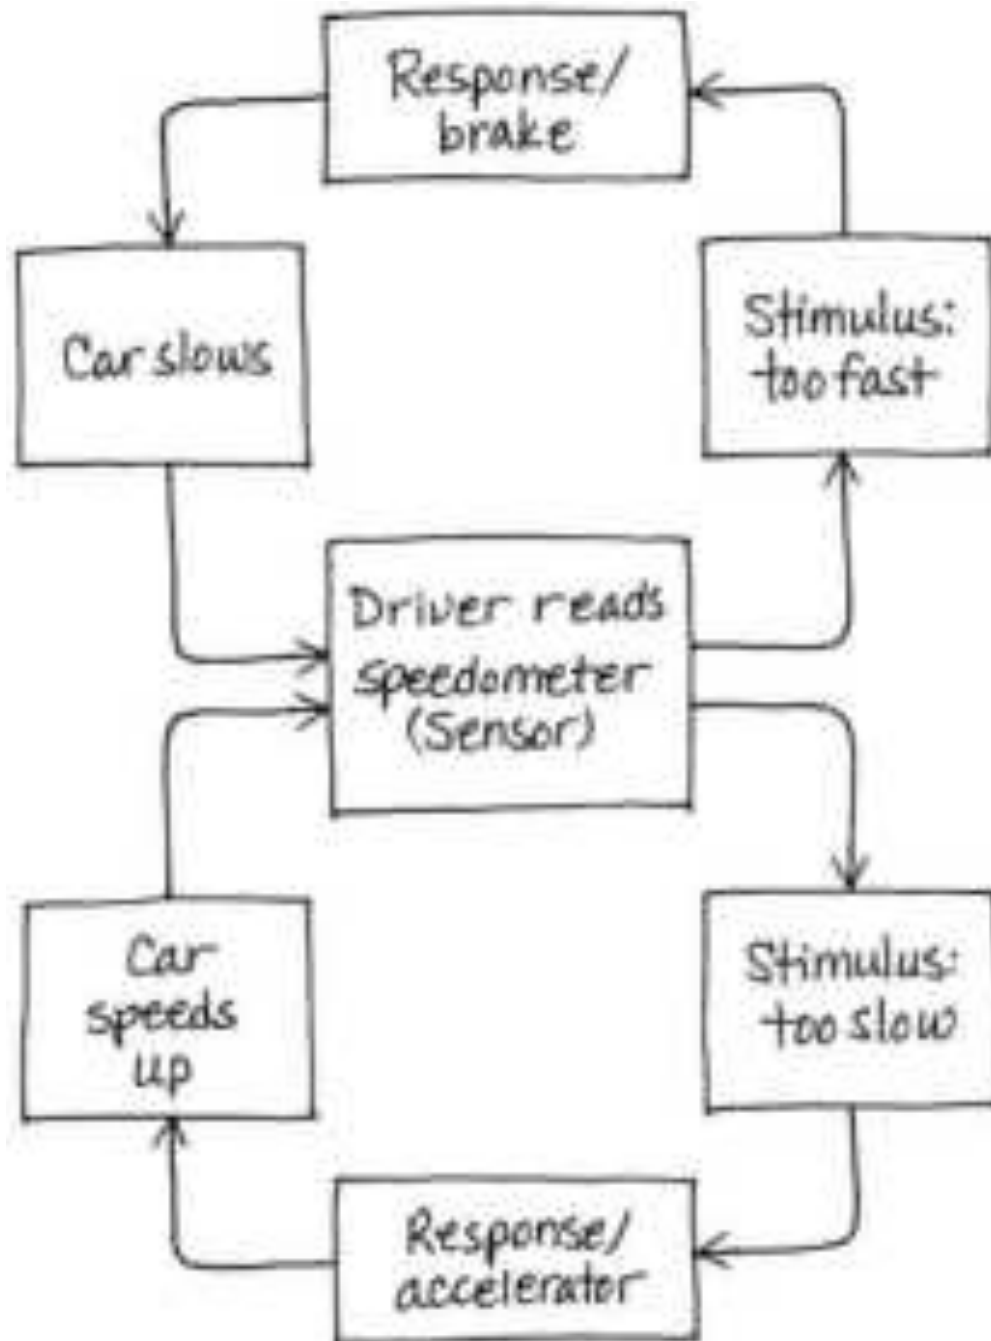 Response/
brake
Car slows
Stimulus:
too fast
Driver reads
speedometer
(Sensor)
Car
speeds
up
Stimulus:
too slow
Response/
accelerator